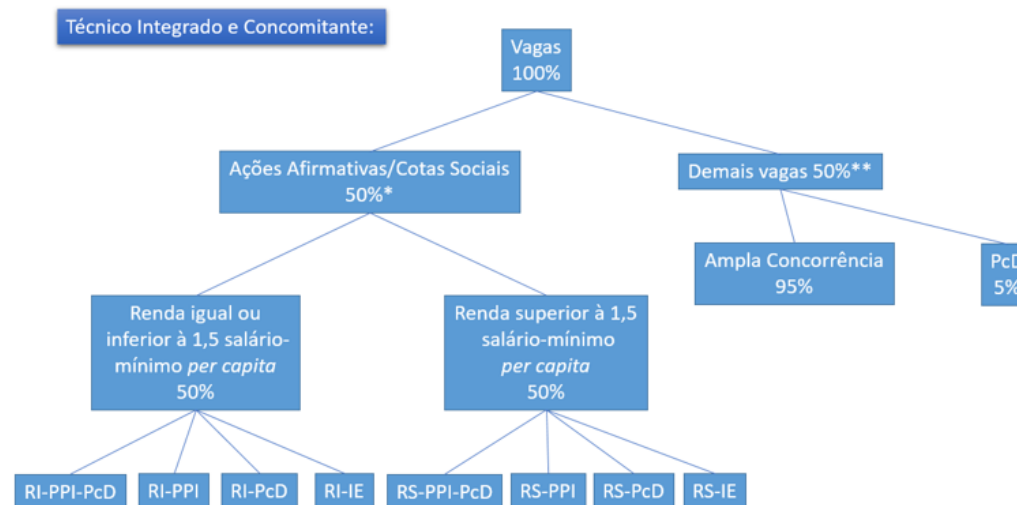 Técnico Integrado e Concomitante:
Vagas
100%
Ações Afirmativas/Cotas Sociais
50%*
Demais vagas 50%**
Ampla Concorrência
95%
PcD
5%
Renda igual ou
inferior à 1,5 salário-
mínimo per capita
50%
Renda superior à 1,5
salário-mínimo
per capita
50%
RI-PPI-PcD
RI-PPI
RI-PcD
RI-IE
RS-PPI-PcD
RS-PPI
RS-PcD
RS-IE